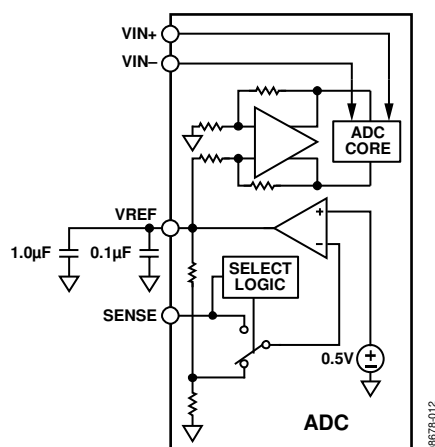 VIN+
VIN–
ADC
CORE
VREF
1.0µF
0.1µF
+
–
SELECT
LOGIC
SENSE
0.5V
+
–
ADC
08678-012